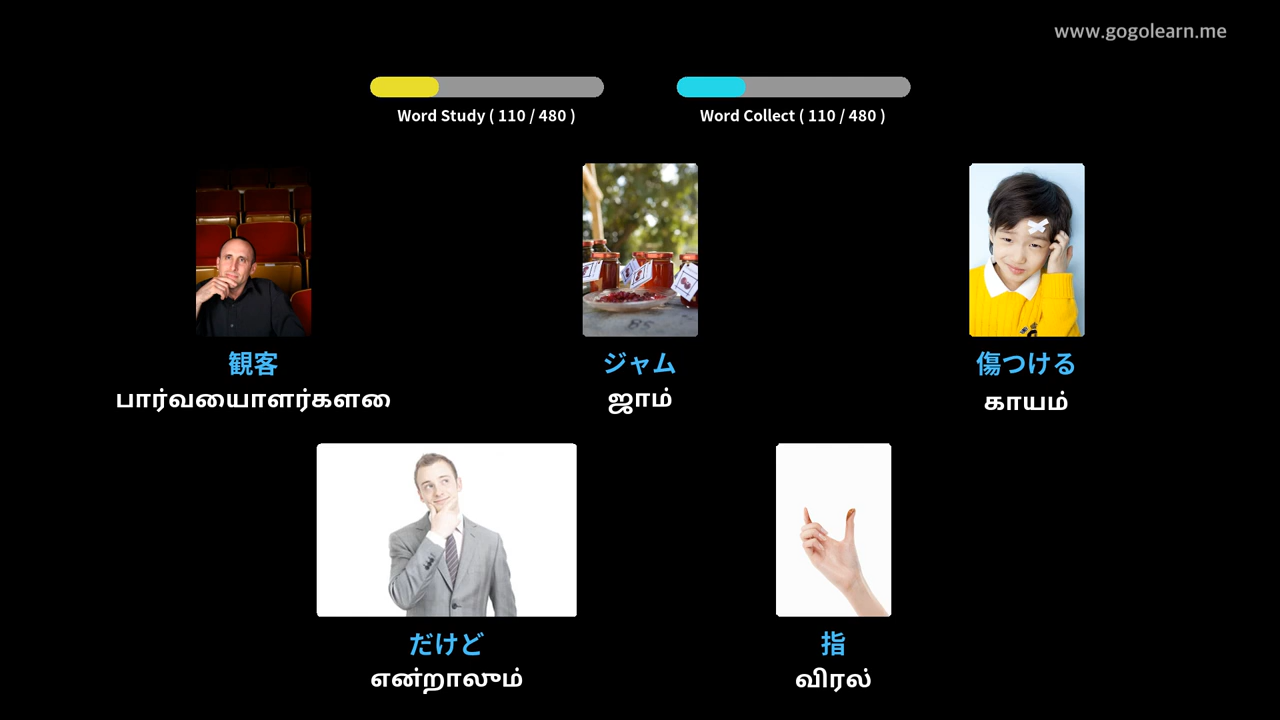 www.gogolearn.me
Word Study ( 110 / 480 )
Word Collect ( 110 / 480 )
観客
பார்வையாளர்களை
ジャム
ஜாம்
傷つける
காயம்
だけど
என்றாலும்
指
விரல்